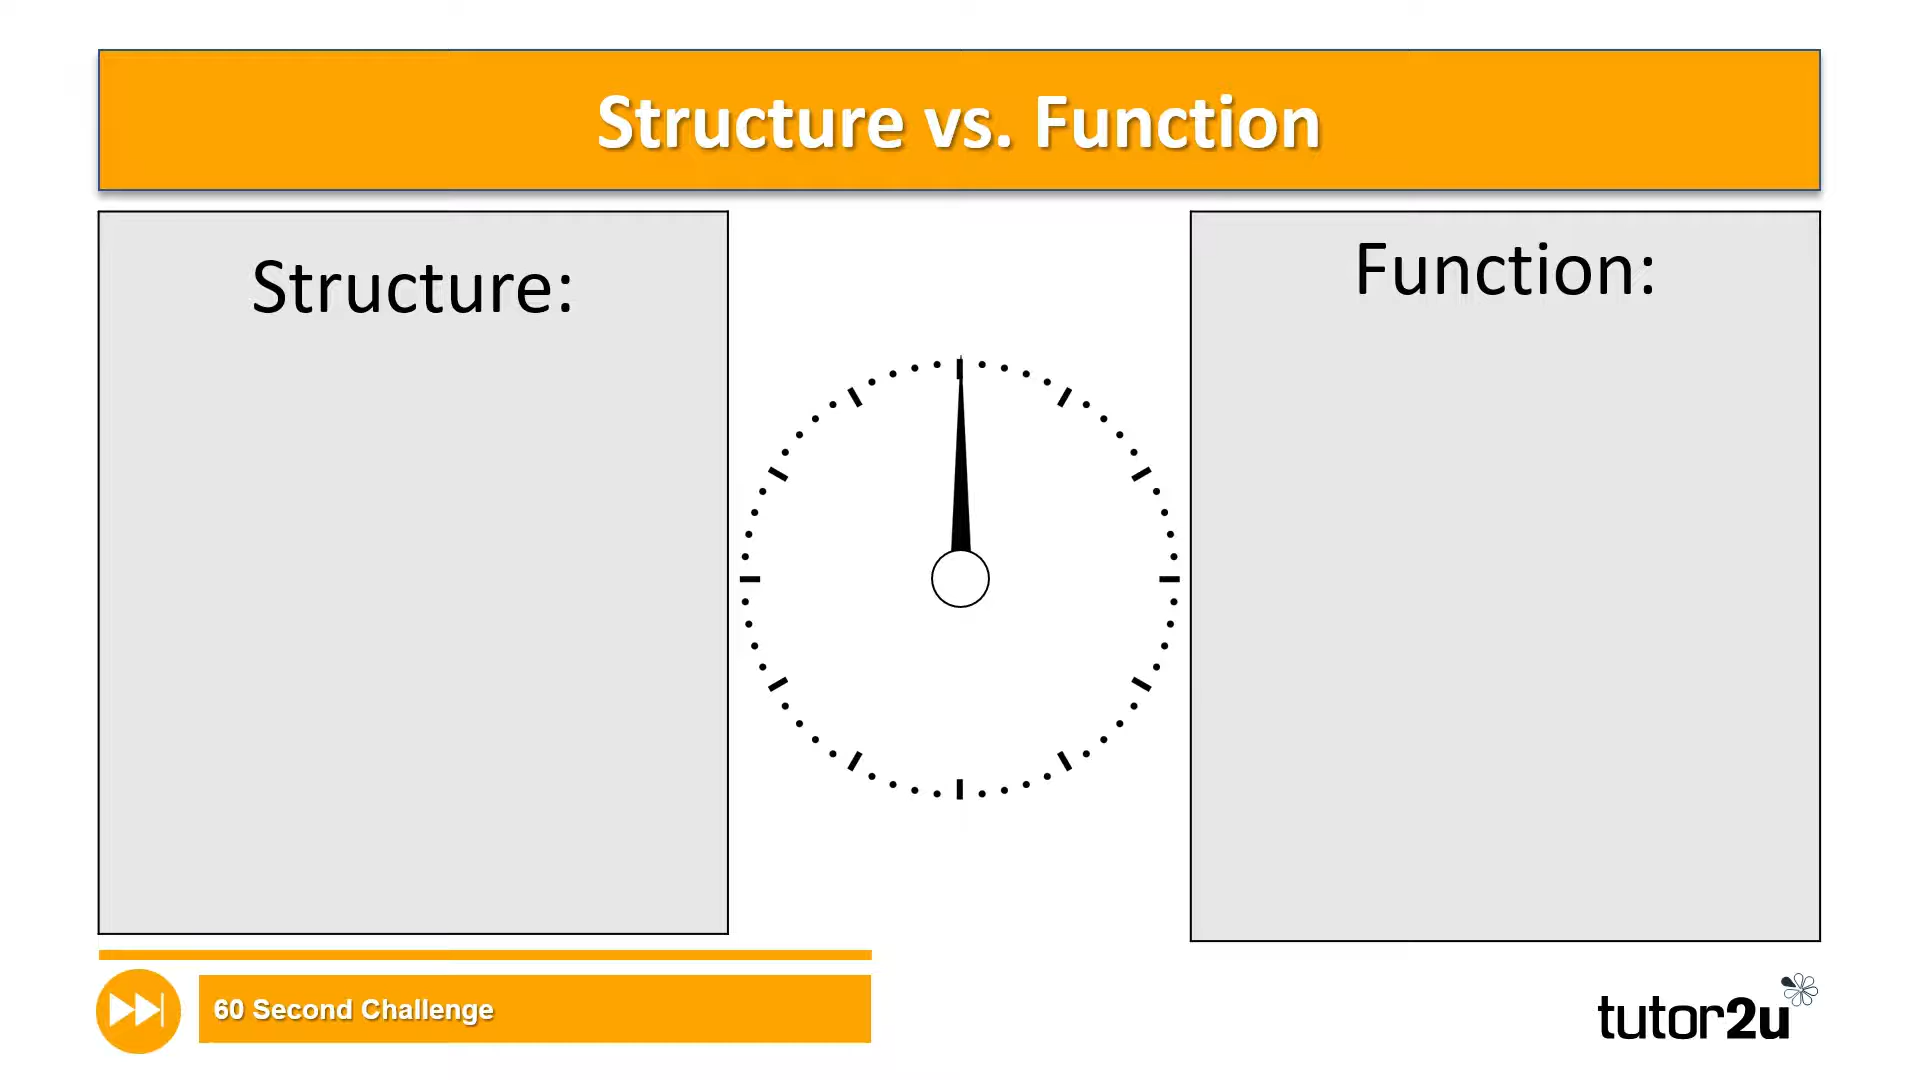 Structure vs. Function
Structure:
Function:
60 Second Challenge
tutor2u